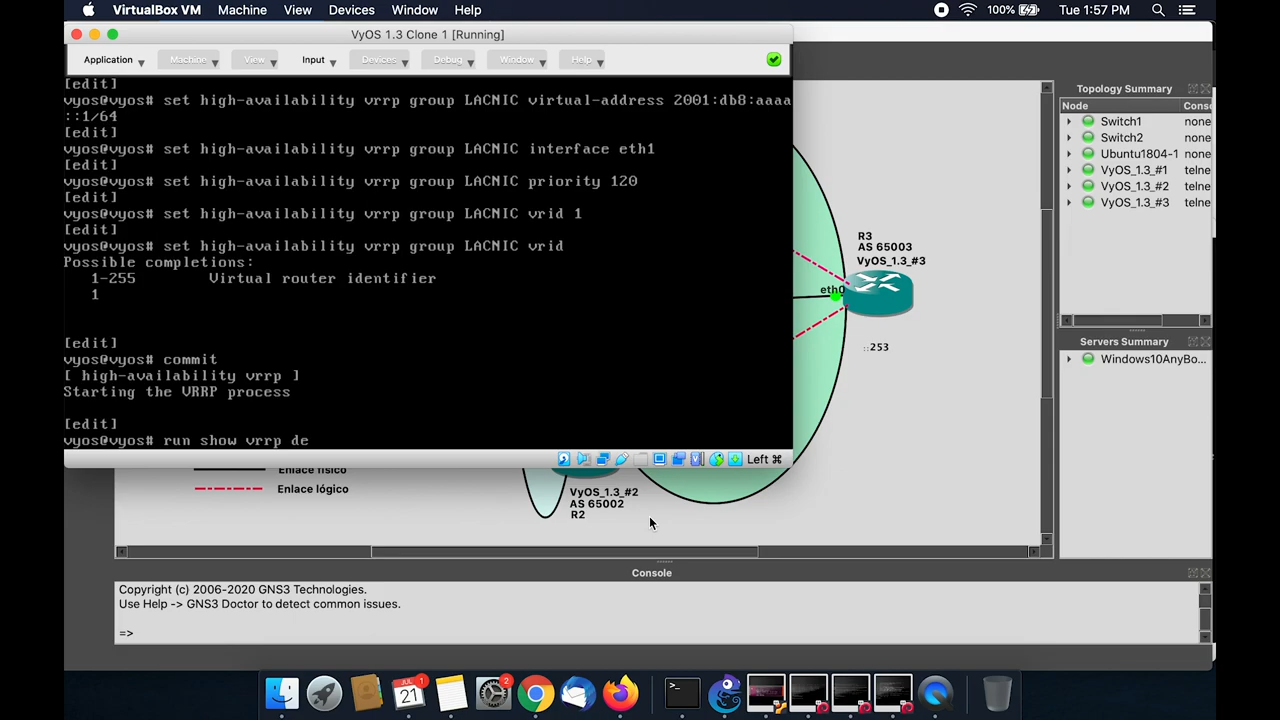 VirtualBox VM Machine View Devices Window Help 100% Tue 1:57 PM
VyOS 1.3 Clone 1 [Running]
Application Machine View Input Devices Debug Window Help
[edit]
vyos@vyos# set high-availability vrrp group LACNIC virtual-address 2001:db8:aaaa
::1/64
[edit]
vyos@vyos# set high-availability vrrp group LACNIC interface eth1
[edit]
vyos@vyos# set high-availability vrrp group LACNIC priority 120
[edit]
vyos@vyos# set high-availability vrrp group LACNIC vrid 1
[edit]
vyos@vyos# set high-availability vrrp group LACNIC vrid
Possible completions:
1-255 Virtual router identifier
1
[edit]
vyos@vyos# commit
[ high-availability vrrp ]
Starting the VRRP process
[edit]
vyos@vyos# run show vrrp de
Left ⌘
R3
AS 65003
VyOS_1.3_#3
eth0
::253
Enlace físico
Enlace lógico
VyOS_1.3_#2
AS 65002
R2
Topology Summary
Node Conso
Switch1 none
Switch2 none
Ubuntu1804-1 none
VyOS_1.3_#1 telne
VyOS_1.3_#2 telne
VyOS_1.3_#3 telne
Servers Summary
Windows10AnyBo...
Console
Copyright (c) 2006-2020 GNS3 Technologies.
Use Help -> GNS3 Doctor to detect common issues.
=>
JUL
21
1
2